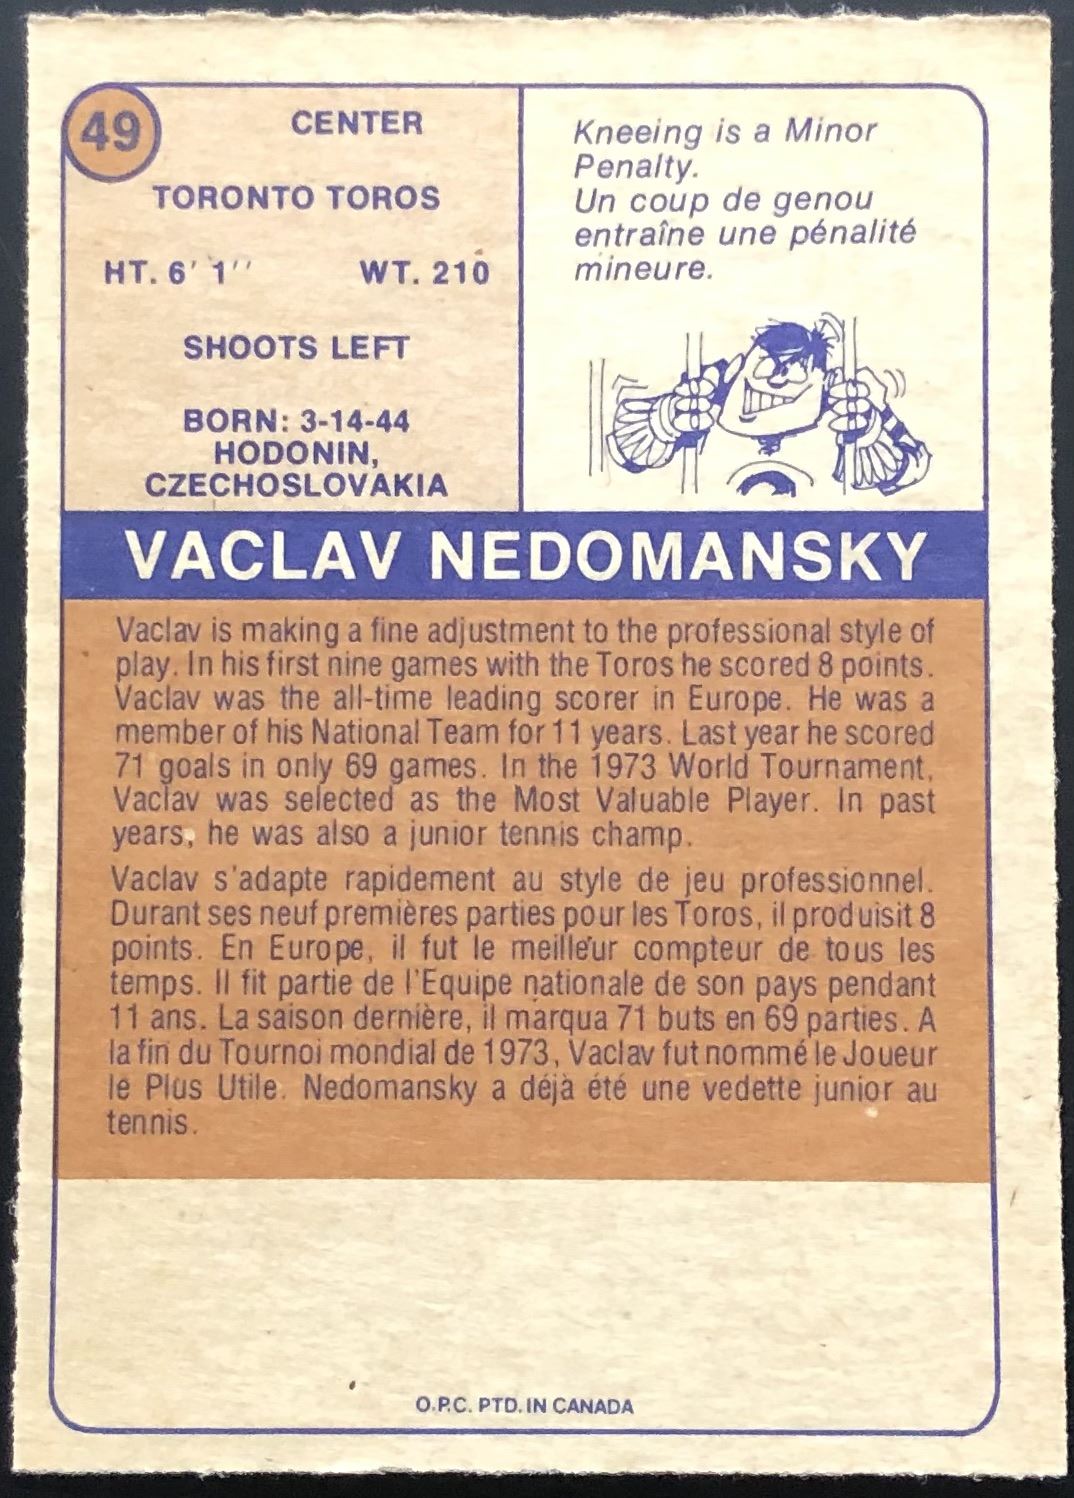 49
CENTER
TORONTO TOROS
HT. 6' 1'' WT. 210
SHOOTS LEFT
BORN: 3-14-44
HODONIN,
CZECHOSLOVAKIA
Kneeing is a Minor
Penalty.
Un coup de genou
entraîne une pénalité
mineure.
VACLAV NEDOMANSKY
Vaclav is making a fine adjustment to the professional style of
play. In his first nine games with the Toros he scored 8 points.
Vaclav was the all-time leading scorer in Europe. He was a
member of his National Team for 11 years. Last year he scored
71 goals in only 69 games. In the 1973 World Tournament,
Vaclav was selected as the Most Valuable Player. In past
years, he was also a junior tennis champ.
Vaclav s'adapte rapidement au style de jeu professionnel.
Durant ses neuf premières parties pour les Toros, il produisit 8
points. En Europe, il fut le meilleur compteur de tous les
temps. Il fit partie de l'Equipe nationale de son pays pendant
11 ans. La saison dernière, il marqua 71 buts en 69 parties. A
la fin du Tournoi mondial de 1973, Vaclav fut nommé le Joueur
le Plus Utile. Nedomansky a déjà été une vedette junior au
tennis.
O.P.C. PTD. IN CANADA